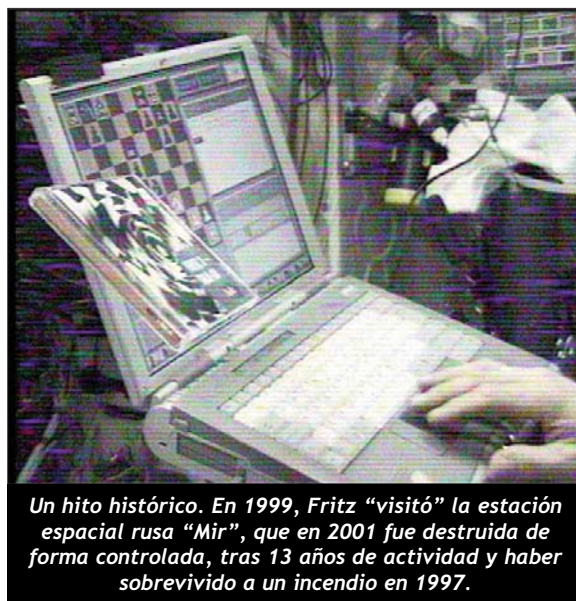 Un hito histórico. En 1999, Fritz “visitó” la estación
espacial rusa “Mir”, que en 2001 fue destruida de
forma controlada, tras 13 años de actividad y haber
sobrevivido a un incendio en 1997.